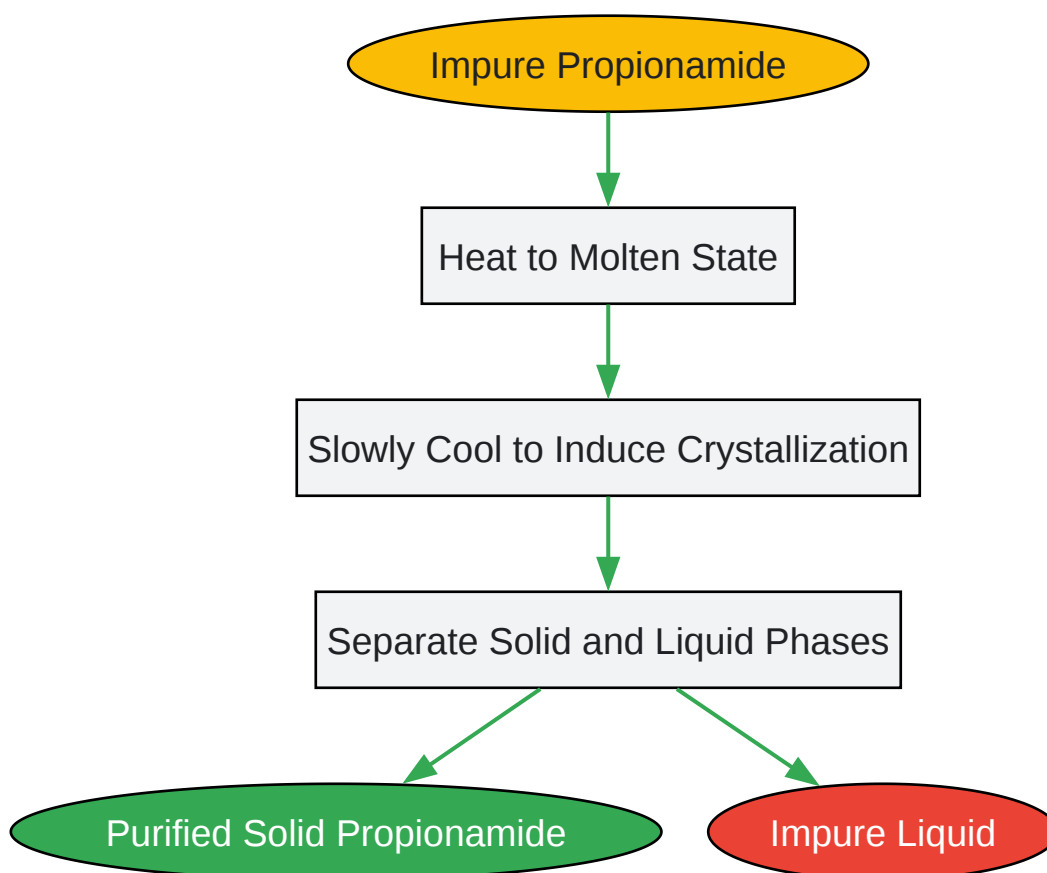 Impure Propionamide
Heat to Molten State
Slowly Cool to Induce Crystallization
Separate Solid and Liquid Phases
Purified Solid Propionamide
Impure Liquid